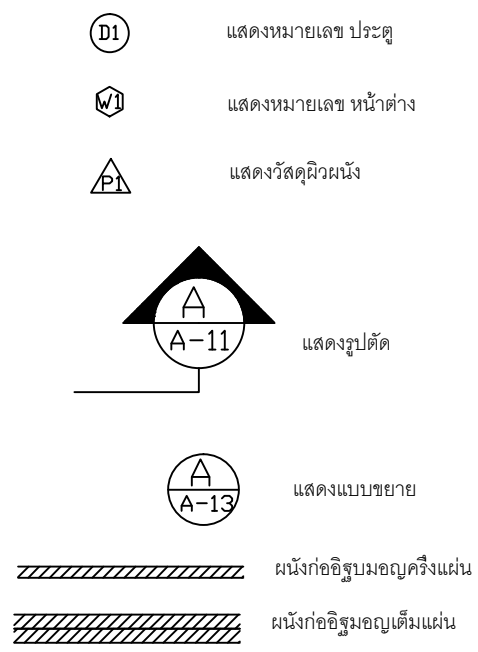 D1 แสดงหมายเลข ประตู
W1 แสดงหมายเลข หน้าต่าง
P1 แสดงวัสดุผิวผนัง
A
A-11 แสดงรูปตัด
A
A-13 แสดงแบบขยาย
ผนังก่ออิฐบมอญครึ่งแผ่น
ผนังก่ออิฐมอญเต็มแผ่น